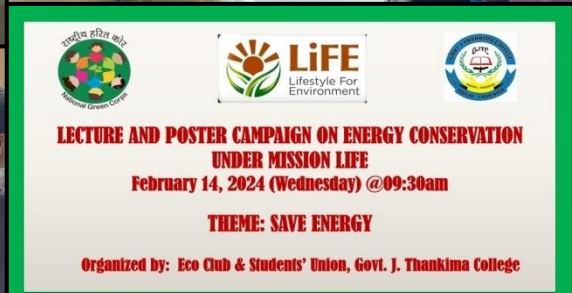 राष्ट्रीय हरित कोर
National Green Corps
LiFE
Lifestyle For
Environment
LECTURE AND POSTER CAMPAIGN ON ENERGY CONSERVATION
UNDER MISSION LIFE
February 14, 2024 (Wednesday) @09:30am
THEME: SAVE ENERGY
Organized by: Eco Club & Students' Union, Govt. J. Thankima College